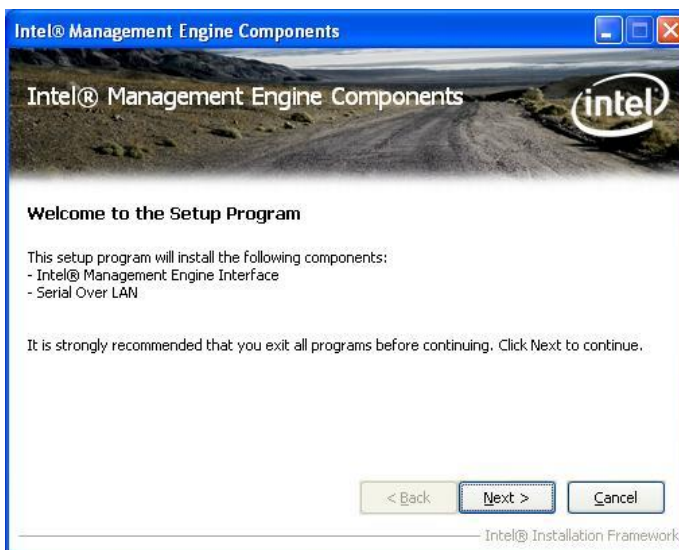 Intel® Management Engine Components
Intel® Management Engine Components
intel
Welcome to the Setup Program
This setup program will install the following components:
- Intel® Management Engine Interface
- Serial Over LAN
It is strongly recommended that you exit all programs before continuing. Click Next to continue.
< Back Next > Cancel
Intel® Installation Framework